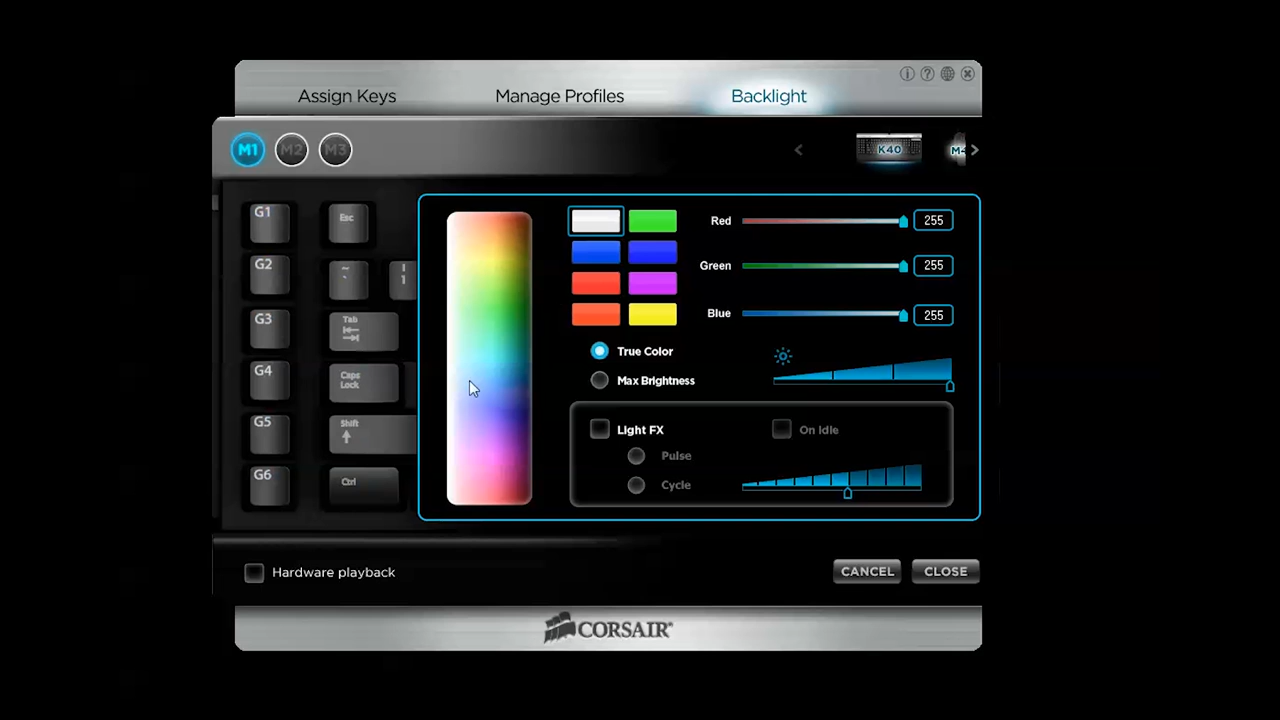 Assign Keys
Manage Profiles
Backlight
M1
M2
M3
K40
M4
G1
Esc
Red
255
G2
~
`
!
1
Green
255
G3
Tab
Blue
255
G4
Caps
Lock
True Color
Max Brightness
G5
Shift
Light FX
On Idle
Pulse
G6
Ctrl
Cycle
Hardware playback
CANCEL
CLOSE
CORSAIR